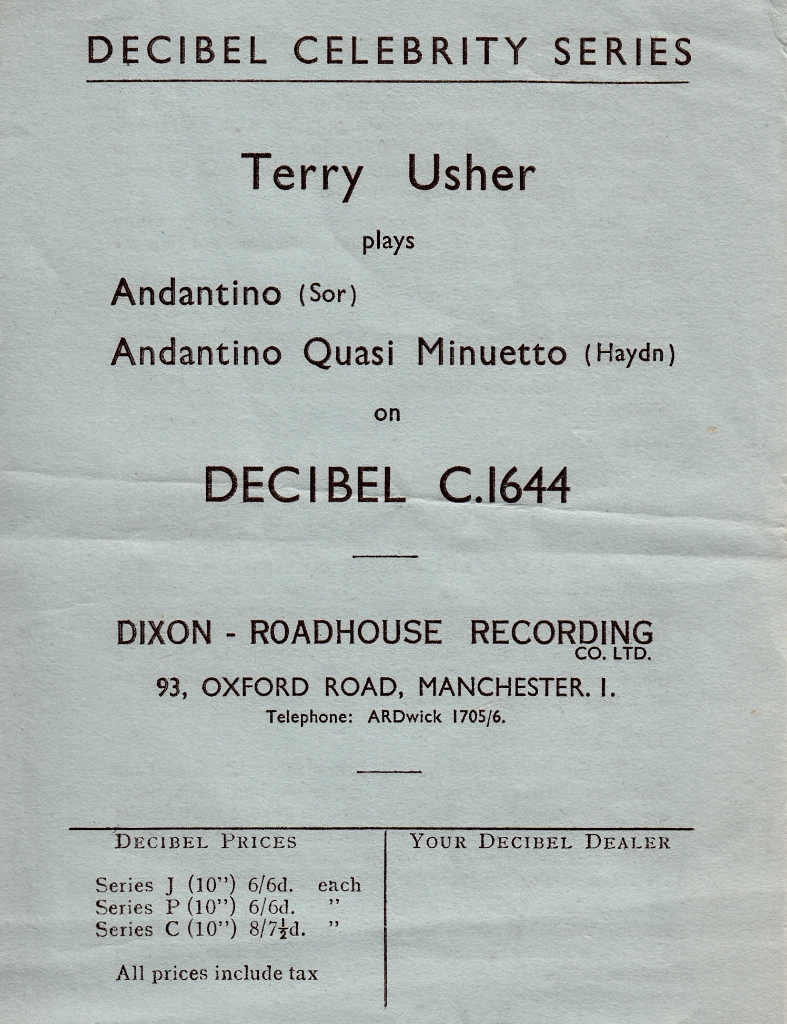 DECIBEL CELEBRITY SERIES
Terry Usher
plays
Andantino (Sor)
Andantino Quasi Minuetto (Haydn)
on
DECIBEL C.1644
DIXON - ROADHOUSE RECORDING
CO. LTD.
93, OXFORD ROAD, MANCHESTER. 1.
Telephone: ARDwick 1705/6.
DECIBEL PRICES
Series J (10") 6/6d. each
Series P (10") 6/6d. "
Series C (10") 8/7½d. "
All prices include tax
YOUR DECIBEL DEALER